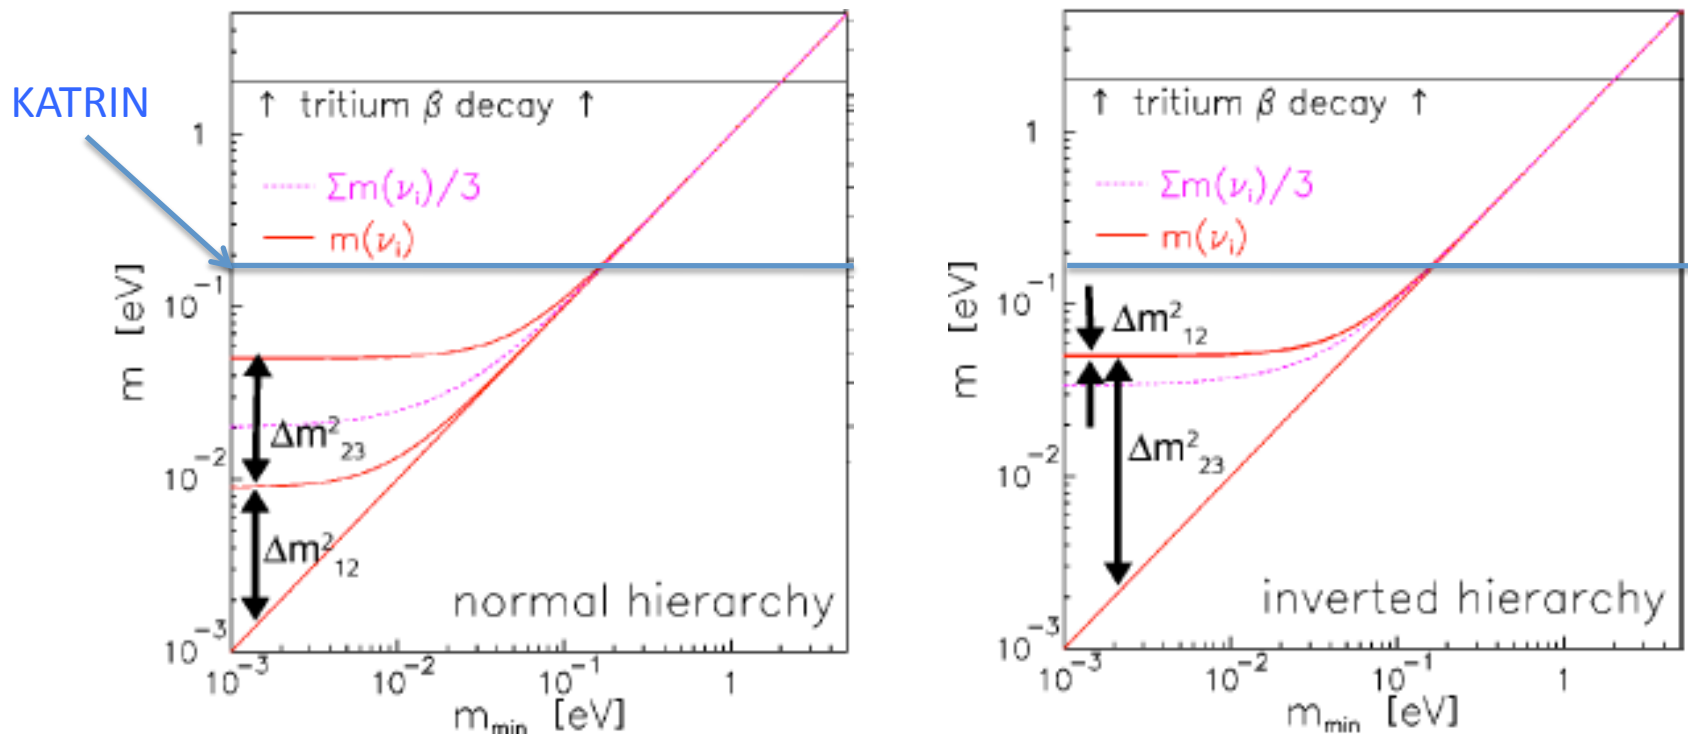 KATRIN
↑ tritium β decay ↑
1
Σm(νᵢ)/3
m(νᵢ)
m [eV]
10⁻¹
Δm²₂₃
10⁻²
Δm²₁₂
normal hierarchy
10⁻³
10⁻³ 10⁻² 10⁻¹ 1
m_min [eV]
↑ tritium β decay ↑
1
Σm(νᵢ)/3
m(νᵢ)
m [eV]
10⁻¹
Δm²₁₂
Δm²₂₃
10⁻²
inverted hierarchy
10⁻³
10⁻³ 10⁻² 10⁻¹ 1
m_min [eV]